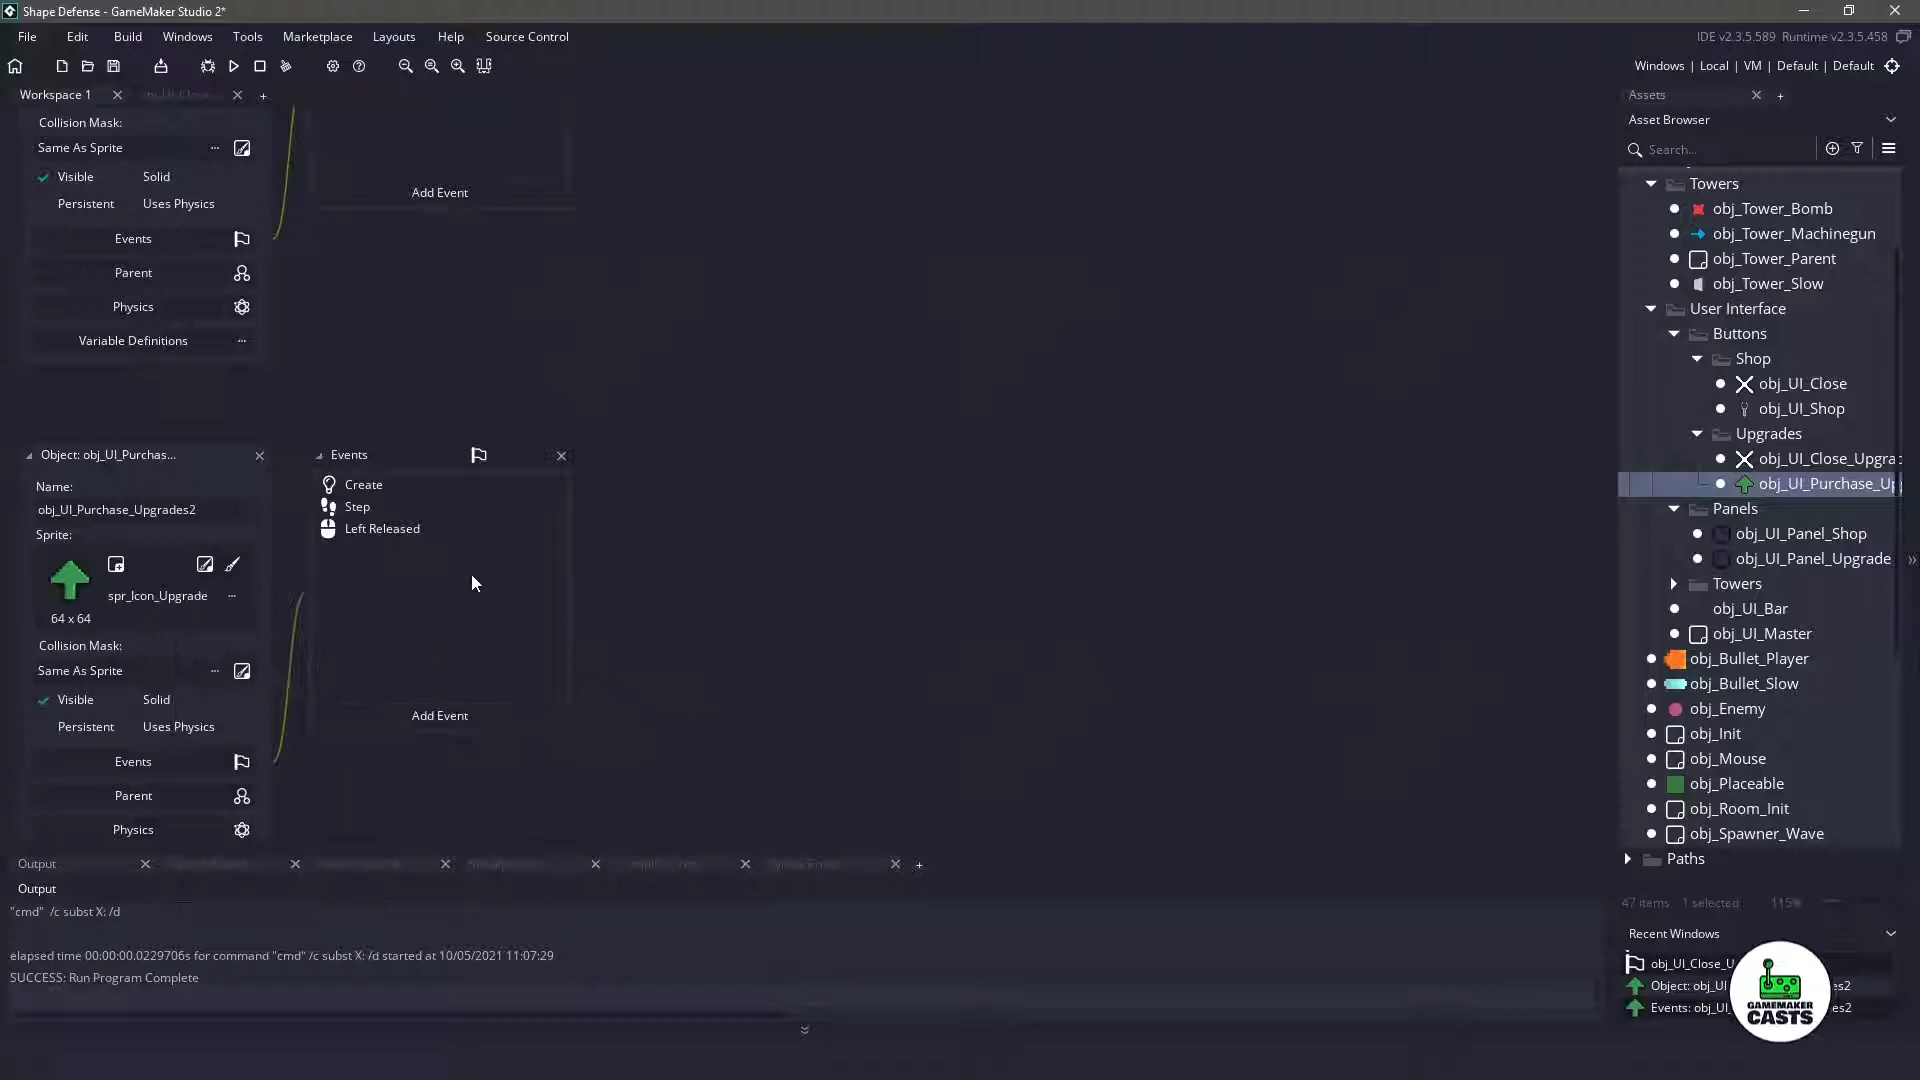 Shape Defense - GameMaker Studio 2*
File Edit Build Windows Tools Marketplace Layouts Help Source Control
IDE v2.3.5.589 Runtime v2.3.5.458
Windows | Local | VM | Default | Default
Workspace 1
Assets
Asset Browser
Search...
Collision Mask:
Same As Sprite
Visible Solid
Persistent Uses Physics
Events
Parent
Physics
Variable Definitions
Add Event
Object: obj_UI_Purchas...
Name:
obj_UI_Purchase_Upgrades2
Sprite:
spr_Icon_Upgrade
64 x 64
Collision Mask:
Same As Sprite
Visible Solid
Persistent Uses Physics
Events
Parent
Physics
Events
Create
Step
Left Released
Add Event
Towers
obj_Tower_Bomb
obj_Tower_Machinegun
obj_Tower_Parent
obj_Tower_Slow
User Interface
Buttons
Shop
obj_UI_Close
obj_UI_Shop
Upgrades
obj_UI_Close_Upgra
obj_UI_Purchase_Up
Panels
obj_UI_Panel_Shop
obj_UI_Panel_Upgrade
Towers
obj_UI_Bar
obj_UI_Master
obj_Bullet_Player
obj_Bullet_Slow
obj_Enemy
obj_Init
obj_Mouse
obj_Placeable
obj_Room_Init
obj_Spawner_Wave
Paths
47 items 1 selected 115%
Recent Windows
obj_UI_Close_U
Object: obj_UI es2
Events: obj_UI es2
GAMEMAKER
CASTS
Output
Output
"cmd" /c subst X: /d
elapsed time 00:00:00.0229706s for command "cmd" /c subst X: /d started at 10/05/2021 11:07:29
SUCCESS: Run Program Complete